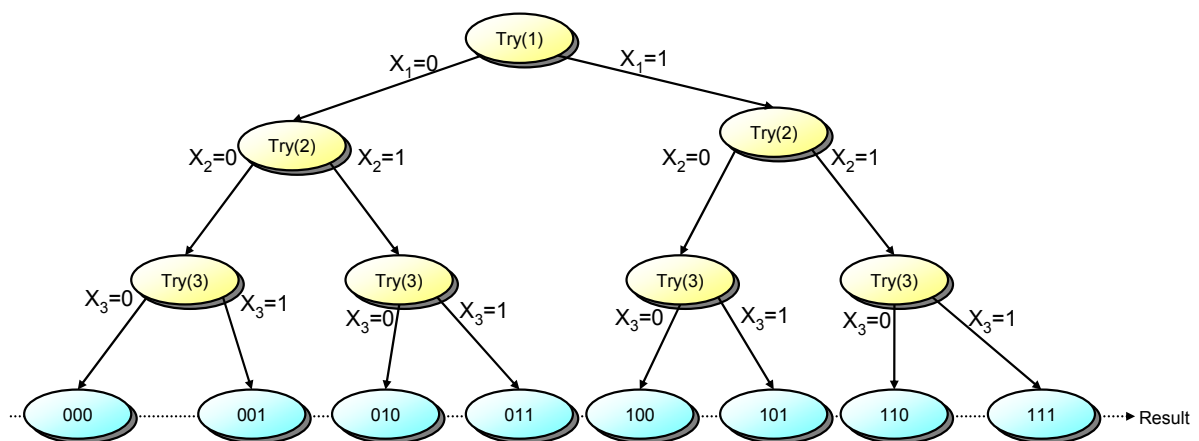 Try(1)
X₁=0
X₁=1
Try(2)
Try(2)
X₂=0
X₂=1
X₂=0
X₂=1
Try(3)
Try(3)
Try(3)
Try(3)
X₃=0
X₃=1
X₃=0
X₃=1
X₃=0
X₃=1
X₃=0
X₃=1
000
001
010
011
100
101
110
111
Result